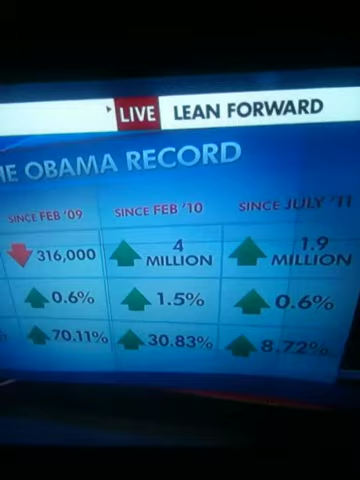 LIVE LEAN FORWARD
HE OBAMA RECORD
SINCE FEB '09 SINCE FEB '10 SINCE JULY '11
316,000 4 MILLION 1.9 MILLION
0.6% 1.5% 0.6%
70.11% 30.83% 8.72%